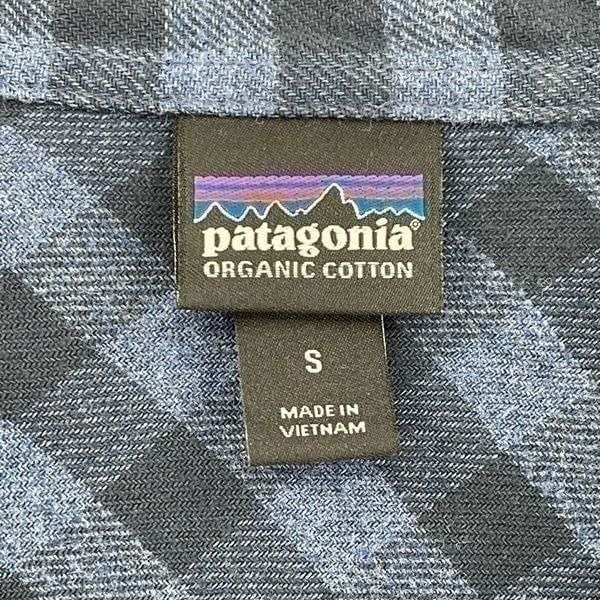 patagonia®
ORGANIC COTTON
S
MADE IN
VIETNAM